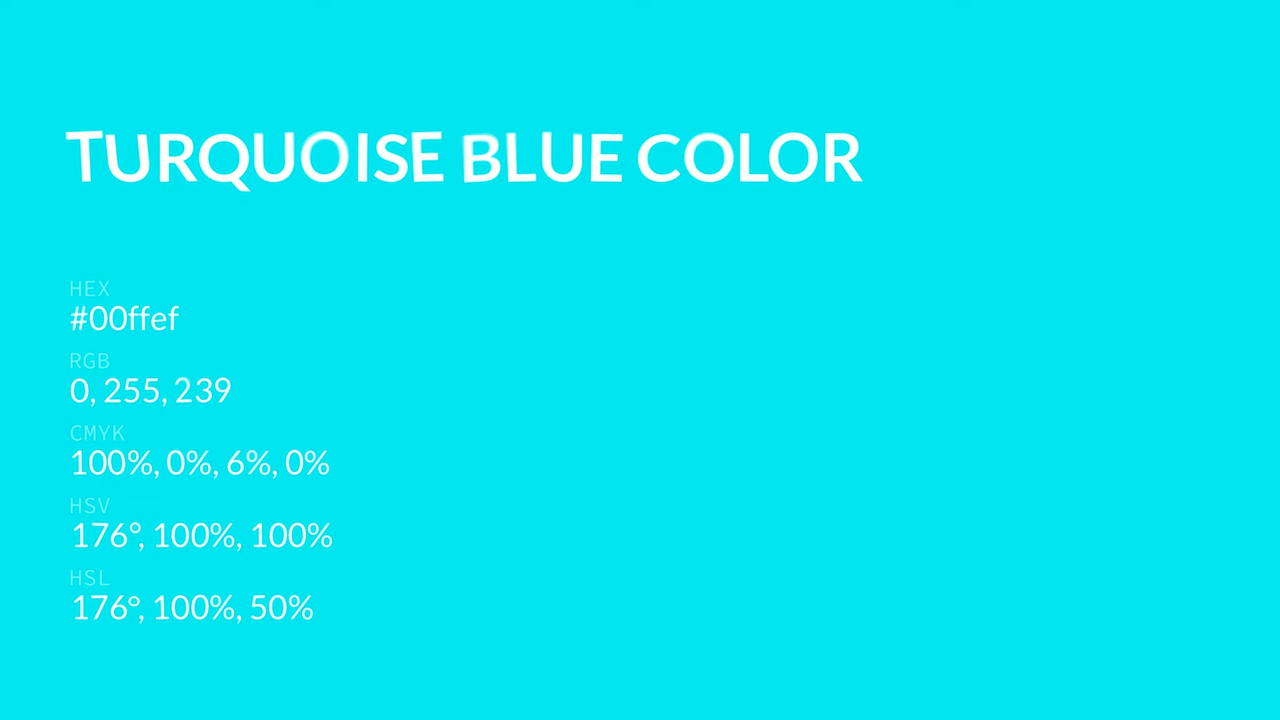 TURQUOISE BLUE COLOR
HEX
#00ffef
RGB
0, 255, 239
CMYK
100%, 0%, 6%, 0%
HSV
176°, 100%, 100%
HSL
176°, 100%, 50%